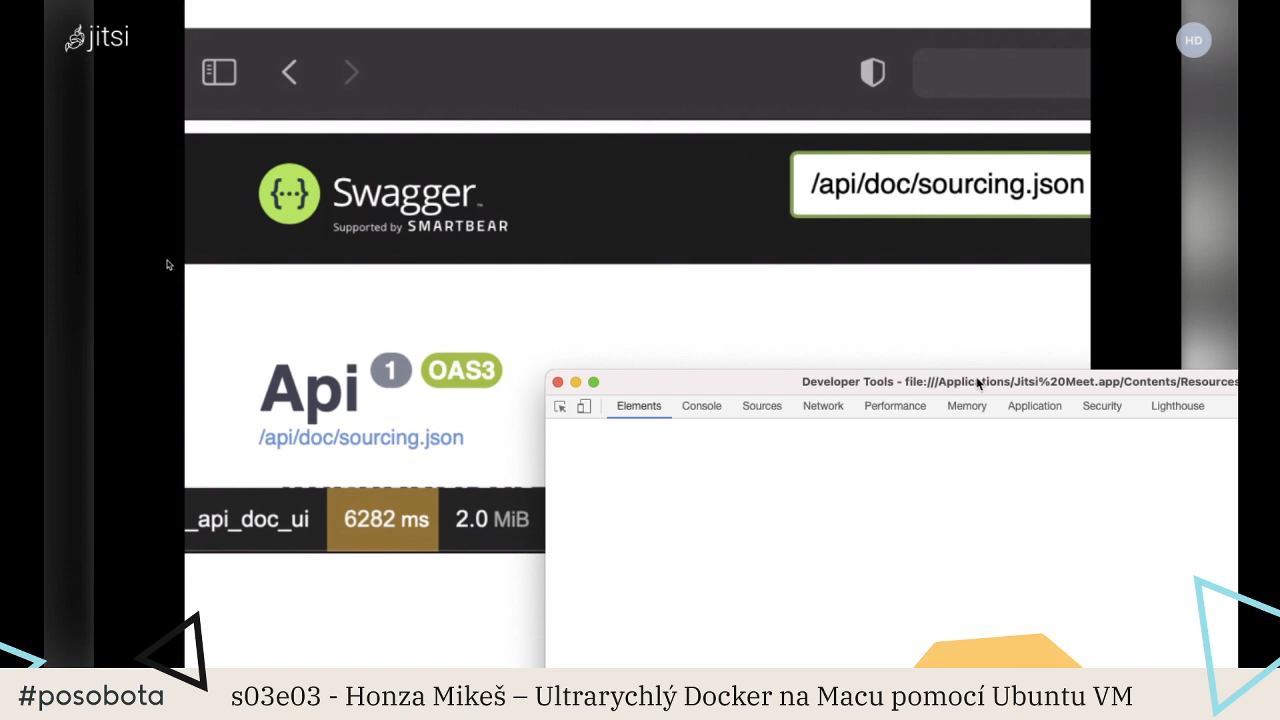 jitsi
HD
Swagger™
Supported by SMARTBEAR
/api/doc/sourcing.json
Api 1 OAS3
/api/doc/sourcing.json
Developer Tools - file:///Applications/Jitsi%20Meet.app/Contents/Resources
Elements Console Sources Network Performance Memory Application Security Lighthouse
_api_doc_ui 6282 ms 2.0 MiB
#posobota s03e03 - Honza Mikeš – Ultrarychlý Docker na Macu pomocí Ubuntu VM